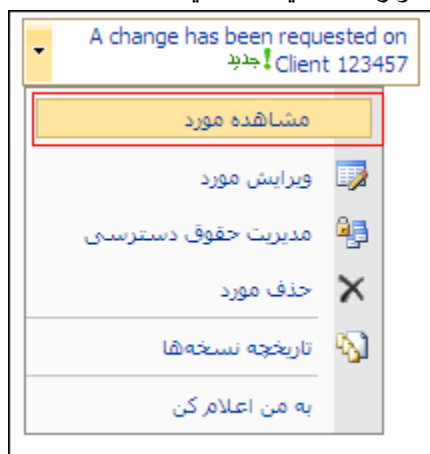 A change has been requested on
Client 123457 !جدید
مشاهده مورد
ویرایش مورد
مدیریت حقوق دسترسی
حذف مورد
تاریخچه نسخه‌ها
به من اعلام کن